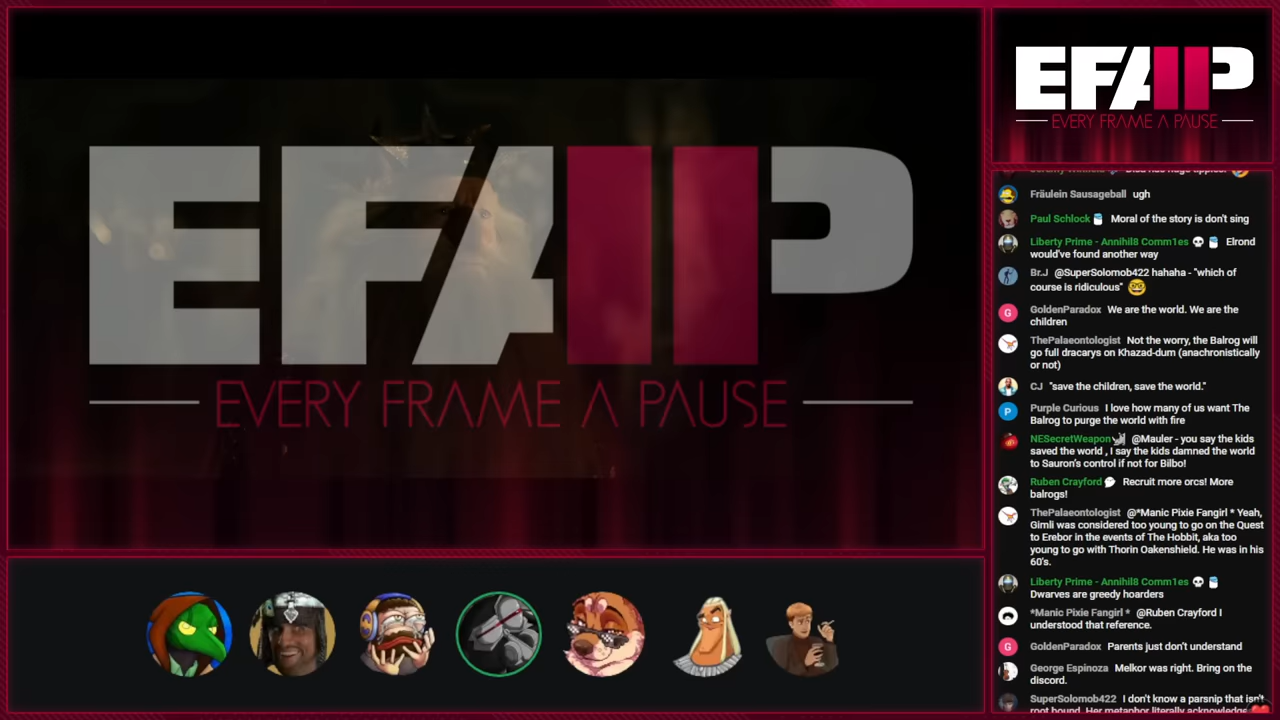 EFAP
EVERY FRAME A PAUSE
EFAP
EVERY FRAME A PAUSE
Fräulein Sausageball ugh
Paul Schlock Moral of the story is don't sing
Liberty Prime - Annihil8 Comm1es Elrond
would've found another way
Br.J @SuperSolomob422 hahaha - "which of
course is ridiculous"
G
GoldenParadox We are the world. We are the
children
ThePalaeontologist Not the worry, the Balrog will
go full dracarys on Khazad-dum (anachronistically
or not)
CJ "save the children, save the world."
P
Purple Curious I love how many of us want The
Balrog to purge the world with fire
NESecretWeapon @Mauler - you say the kids
saved the world , I say the kids damned the world
to Sauron's control if not for Bilbo!
Ruben Crayford Recruit more orcs! More
balrogs!
ThePalaeontologist @*Manic Pixie Fangirl * Yeah,
Gimli was considered too young to go on the Quest
to Erebor in the events of The Hobbit, aka too
young to go with Thorin Oakenshield. He was in his
60's.
Liberty Prime - Annihil8 Comm1es
Dwarves are greedy hoarders
*Manic Pixie Fangirl * @Ruben Crayford I
understood that reference.
G
GoldenParadox Parents just don't understand
George Espinoza Melkor was right. Bring on the
discord.
SuperSolomob422 I don't know a parsnip that isn't
root bound. Her metaphor literally